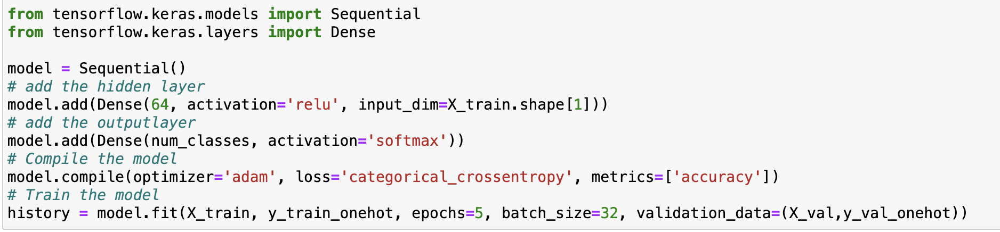 from tensorflow.keras.models import Sequential
from tensorflow.keras.layers import Dense

model = Sequential()
# add the hidden layer
model.add(Dense(64, activation='relu', input_dim=X_train.shape[1]))
# add the outputlayer
model.add(Dense(num_classes, activation='softmax'))
# Compile the model
model.compile(optimizer='adam', loss='categorical_crossentropy', metrics=['accuracy'])
# Train the model
history = model.fit(X_train, y_train_onehot, epochs=5, batch_size=32, validation_data=(X_val,y_val_onehot))